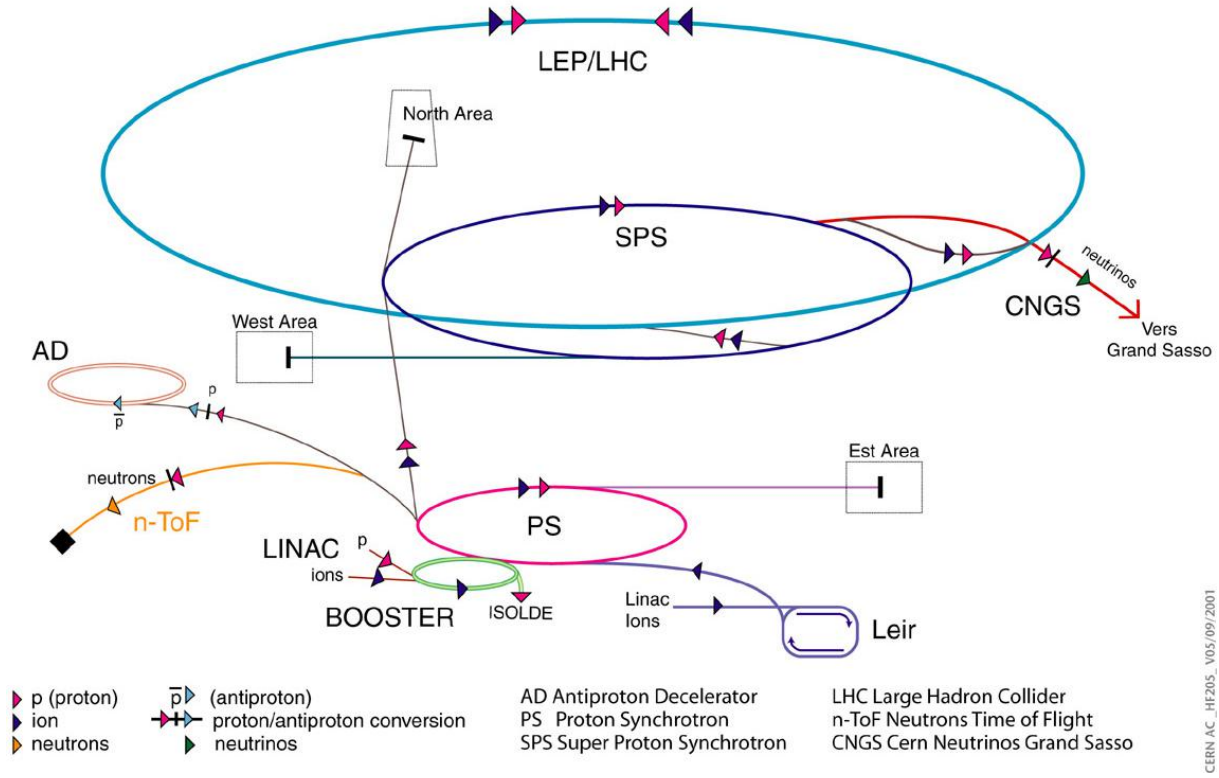 LEP/LHC
North Area
SPS
neutrinos
CNGS
Vers
Grand Sasso
West Area
AD
p
p̅
Est Area
neutrons
n-ToF
PS
LINAC
p
ions
BOOSTER
ISOLDE
Linac
Ions
Leir
p (proton)
ion
neutrons
p̅ (antiproton)
proton/antiproton conversion
neutrinos
AD Antiproton Decelerator
PS Proton Synchrotron
SPS Super Proton Synchrotron
LHC Large Hadron Collider
n-ToF Neutrons Time of Flight
CNGS Cern Neutrinos Grand Sasso
CERN AC _HF205_ V05/09/2001